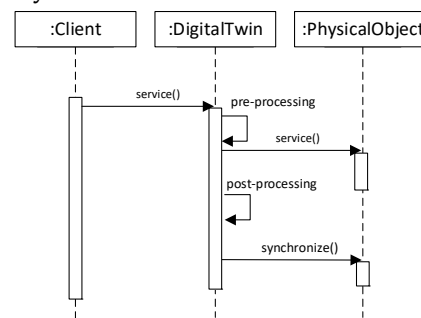 :Client
:DigitalTwin
:PhysicalObject
service()
pre-processing
service()
post-processing
synchronize()